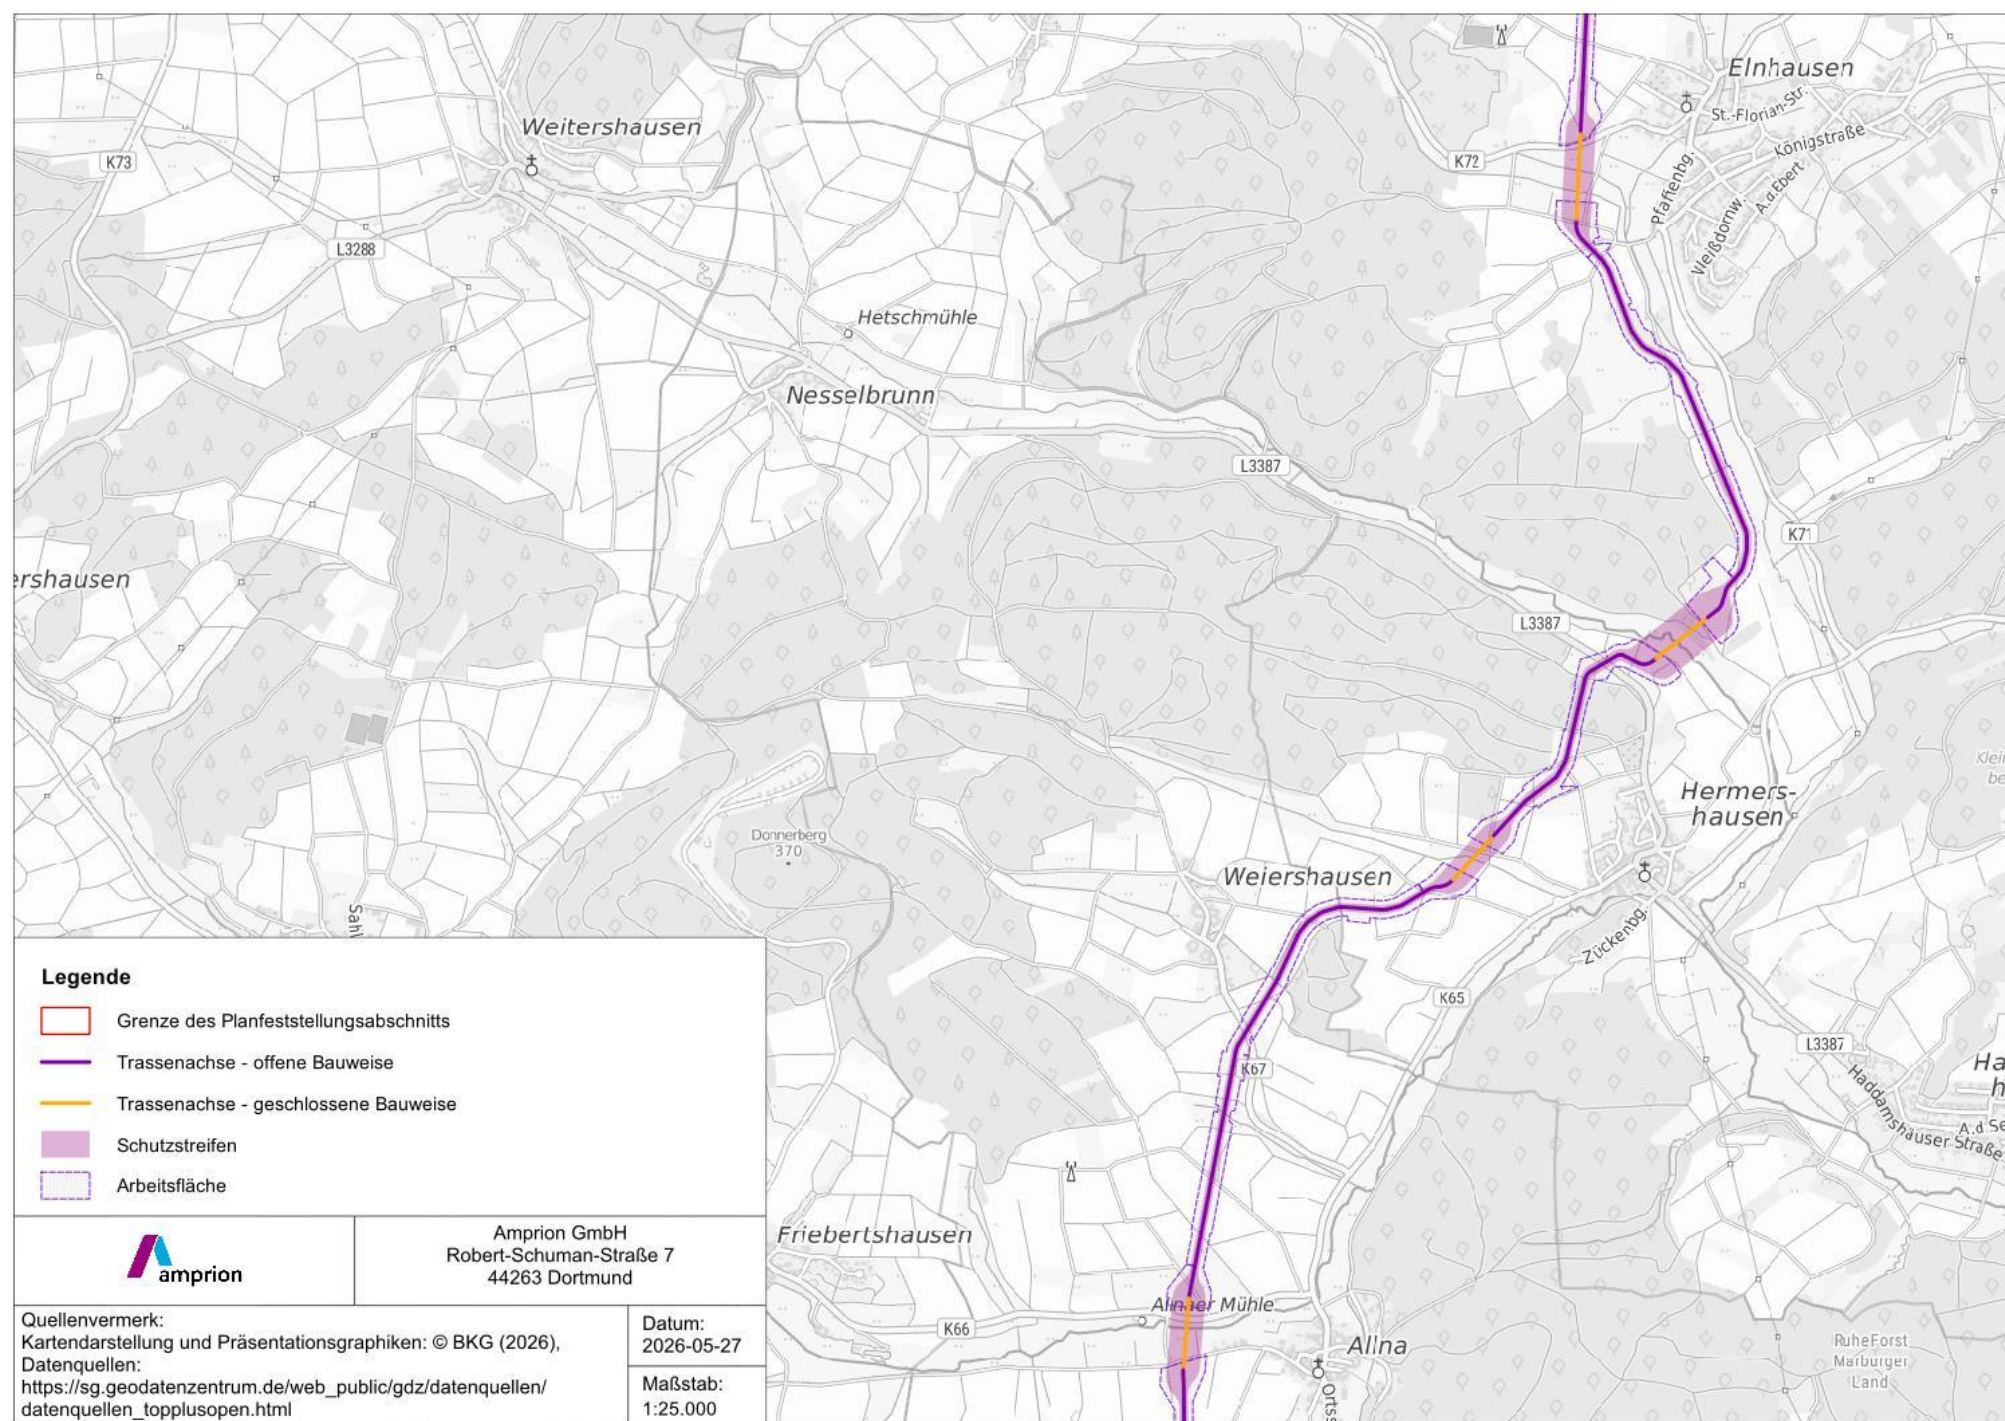 Elnhausen
St.-Florian-Str.
Königstraße
Weitershausen
K73
K72
Pfaffenbg.
A.d.Ebert
Weißdornw.
L3288
Hetschmühle
Nesselbrunn
L3387
K71
ershausen
L3387
Hermers-
hausen
Donnerberg
370
Weiershausen
Zückenbg.
K65
L3387
K67
Haddamshäuser Straße
Friebertshausen
Allnaer Mühle
K66
Allna
RuheForst
Marburger
Land
Legende
Grenze des Planfeststellungsabschnitts
Trassenachse - offene Bauweise
Trassenachse - geschlossene Bauweise
Schutzstreifen
Arbeitsfläche
amprion
Amprion GmbH
Robert-Schuman-Straße 7
44263 Dortmund
Quellenvermerk:
Kartendarstellung und Präsentationsgraphiken: © BKG (2026),
Datenquellen:
https://sg.geodatenzentrum.de/web_public/gdz/datenquellen/
datenquellen_topplusopen.html
Datum:
2026-05-27
Maßstab:
1:25.000